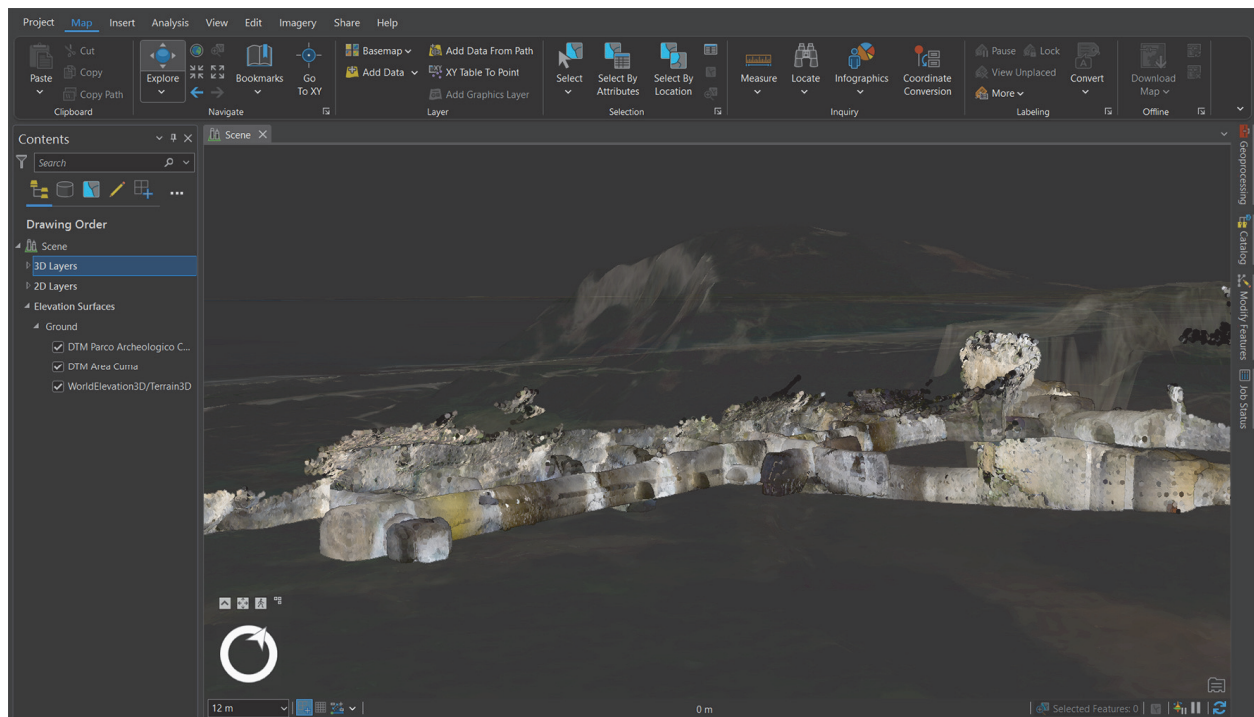 Project Map Insert Analysis View Edit Imagery Share Help
Paste
Cut
Copy
Copy Path
Clipboard
Explore
Bookmarks
Go
To XY
Navigate
Basemap
Add Data
Add Data From Path
XY Table To Point
Add Graphics Layer
Layer
Select
Select By
Attributes
Select By
Location
Selection
Measure
Locate
Infographics
Coordinate
Conversion
Inquiry
Pause
Lock
View Unplaced
More
Convert
Labeling
Download
Map
Offline
Contents
Search
Drawing Order
Scene
3D Layers
2D Layers
Elevation Surfaces
Ground
DTM Parco Archeologico C...
DTM Area Cuma
WorldElevation3D/Terrain3D
Scene
Geoprocessing
Catalog
Modify Features
Job Status
12 m
0 m
Selected Features: 0